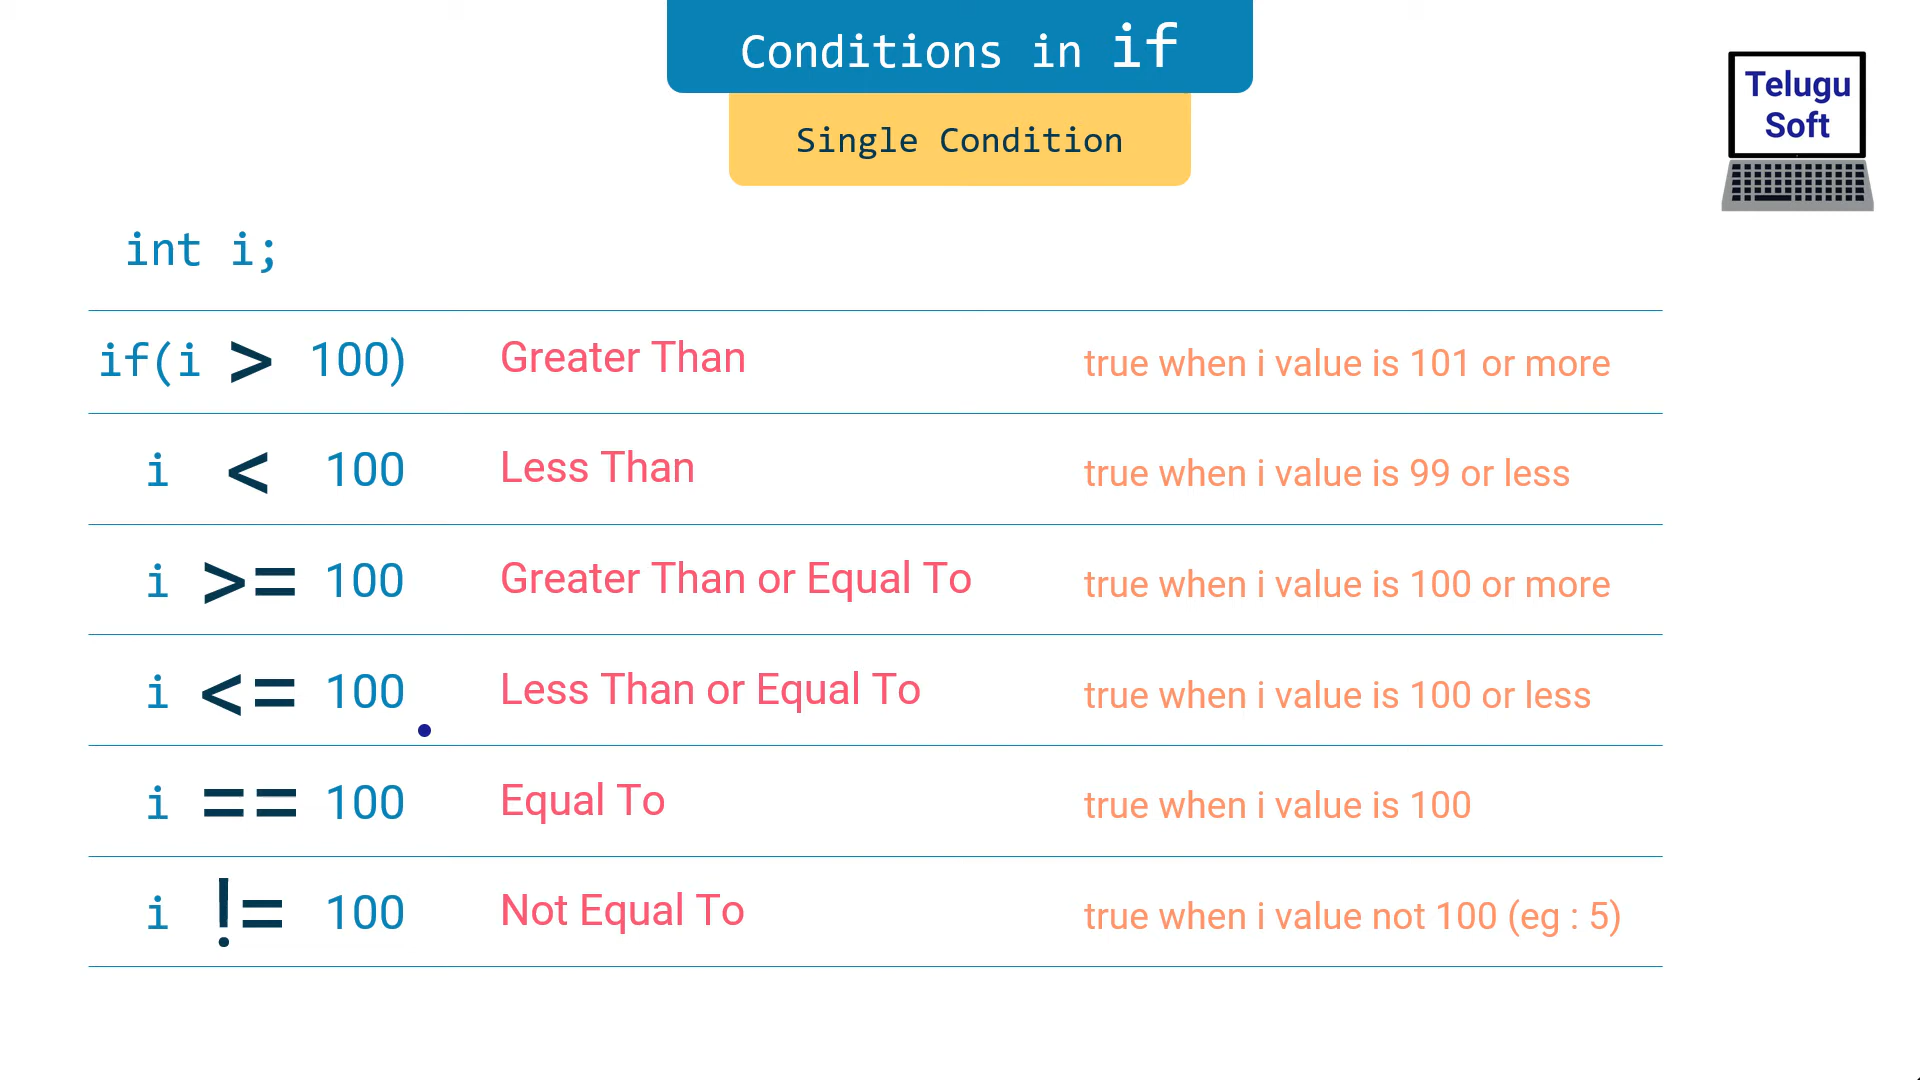 Conditions in if
Single Condition
Telugu
Soft
int i;
if(i > 100) Greater Than true when i value is 101 or more
i < 100 Less Than true when i value is 99 or less
i >= 100 Greater Than or Equal To true when i value is 100 or more
i <= 100 Less Than or Equal To true when i value is 100 or less
i == 100 Equal To true when i value is 100
i != 100 Not Equal To true when i value not 100 (eg : 5)